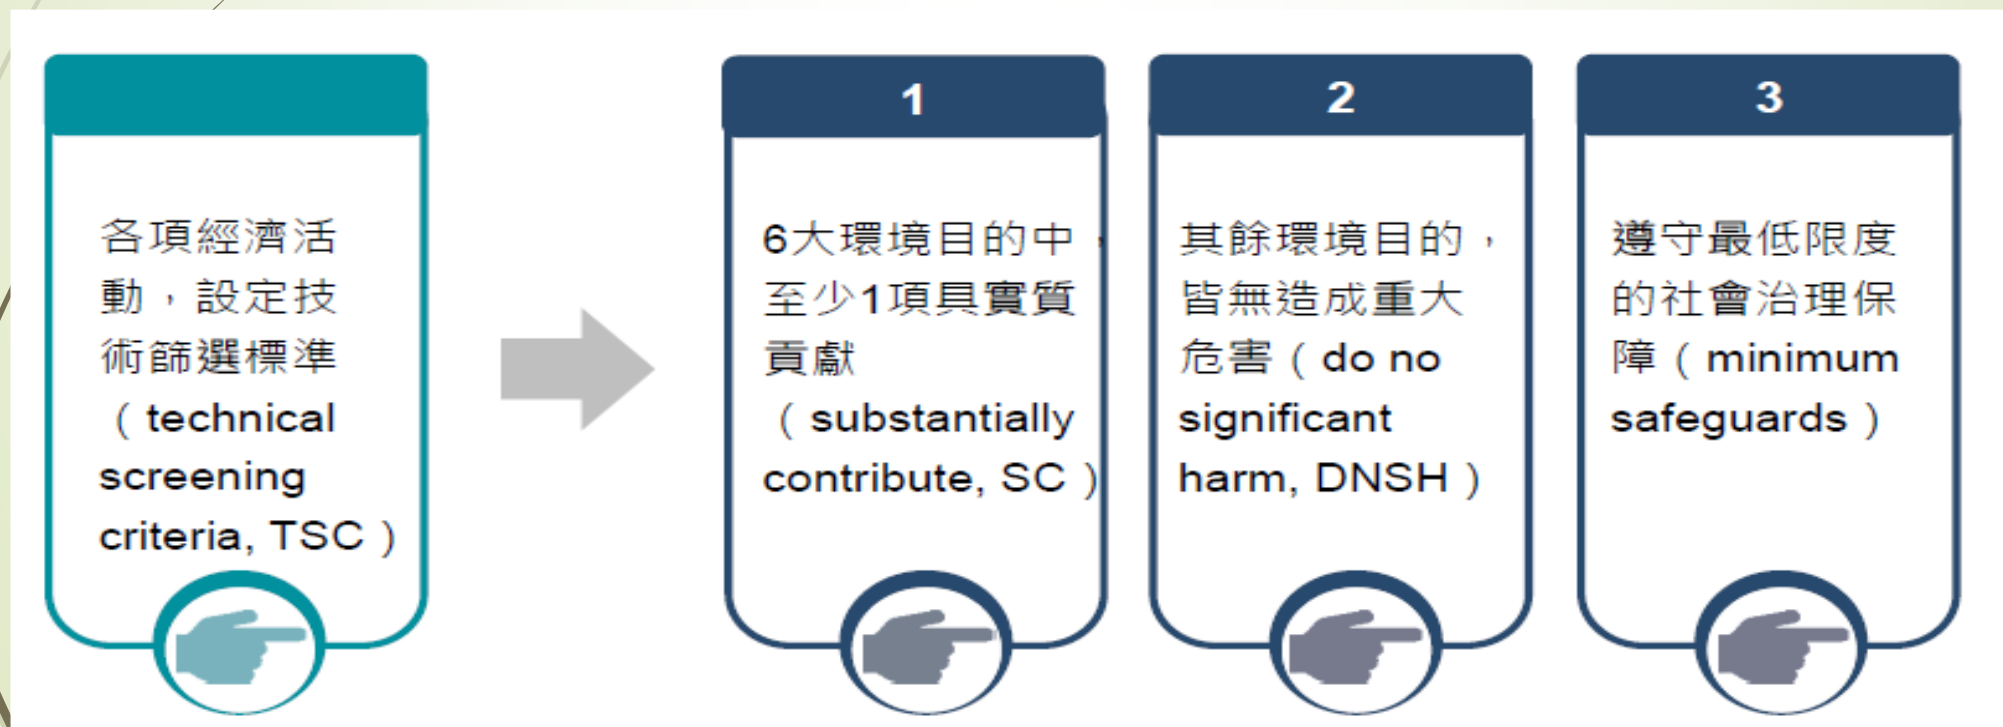 各項經濟活
動，設定技
術篩選標準
（technical
screening
criteria, TSC）
1
6大環境目的中，
至少1項具實質
貢獻
（substantially
contribute, SC）
2
其餘環境目的，
皆無造成重大
危害（do no
significant
harm, DNSH）
3
遵守最低限度
的社會治理保
障（minimum
safeguards）